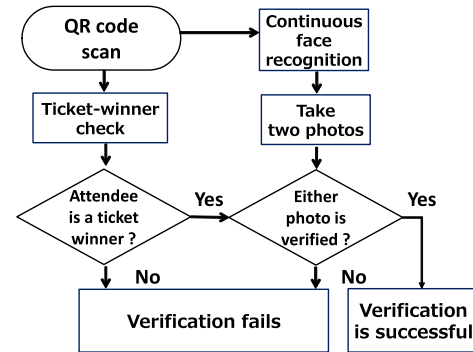 QR code
scan
Continuous
face
recognition
Ticket-winner
check
Take
two photos
Attendee
is a ticket
winner ?
Yes
Either
photo is
verified ?
Yes
No
No
Verification fails
Verification
is successful